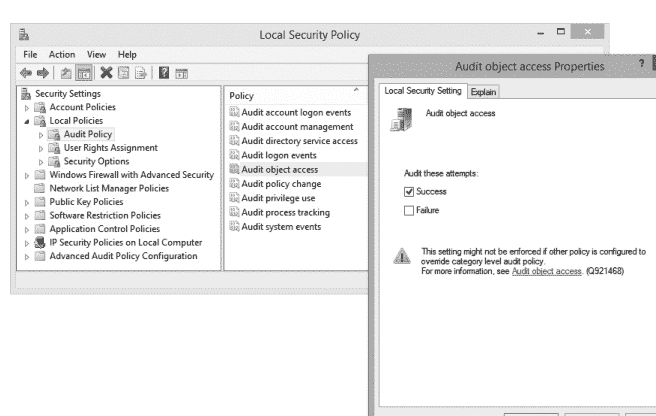 Local Security Policy
File Action View Help
Security Settings
Account Policies
Local Policies
Audit Policy
User Rights Assignment
Security Options
Windows Firewall with Advanced Security
Network List Manager Policies
Public Key Policies
Software Restriction Policies
Application Control Policies
IP Security Policies on Local Computer
Advanced Audit Policy Configuration
Policy
Audit account logon events
Audit account management
Audit directory service access
Audit logon events
Audit object access
Audit policy change
Audit privilege use
Audit process tracking
Audit system events
Audit object access Properties
Local Security Setting Explain
Audit object access
Audit these attempts:
Success
Failure
This setting might not be enforced if other policy is configured to
override category level audit policy.
For more information, see Audit object access. (Q921468)